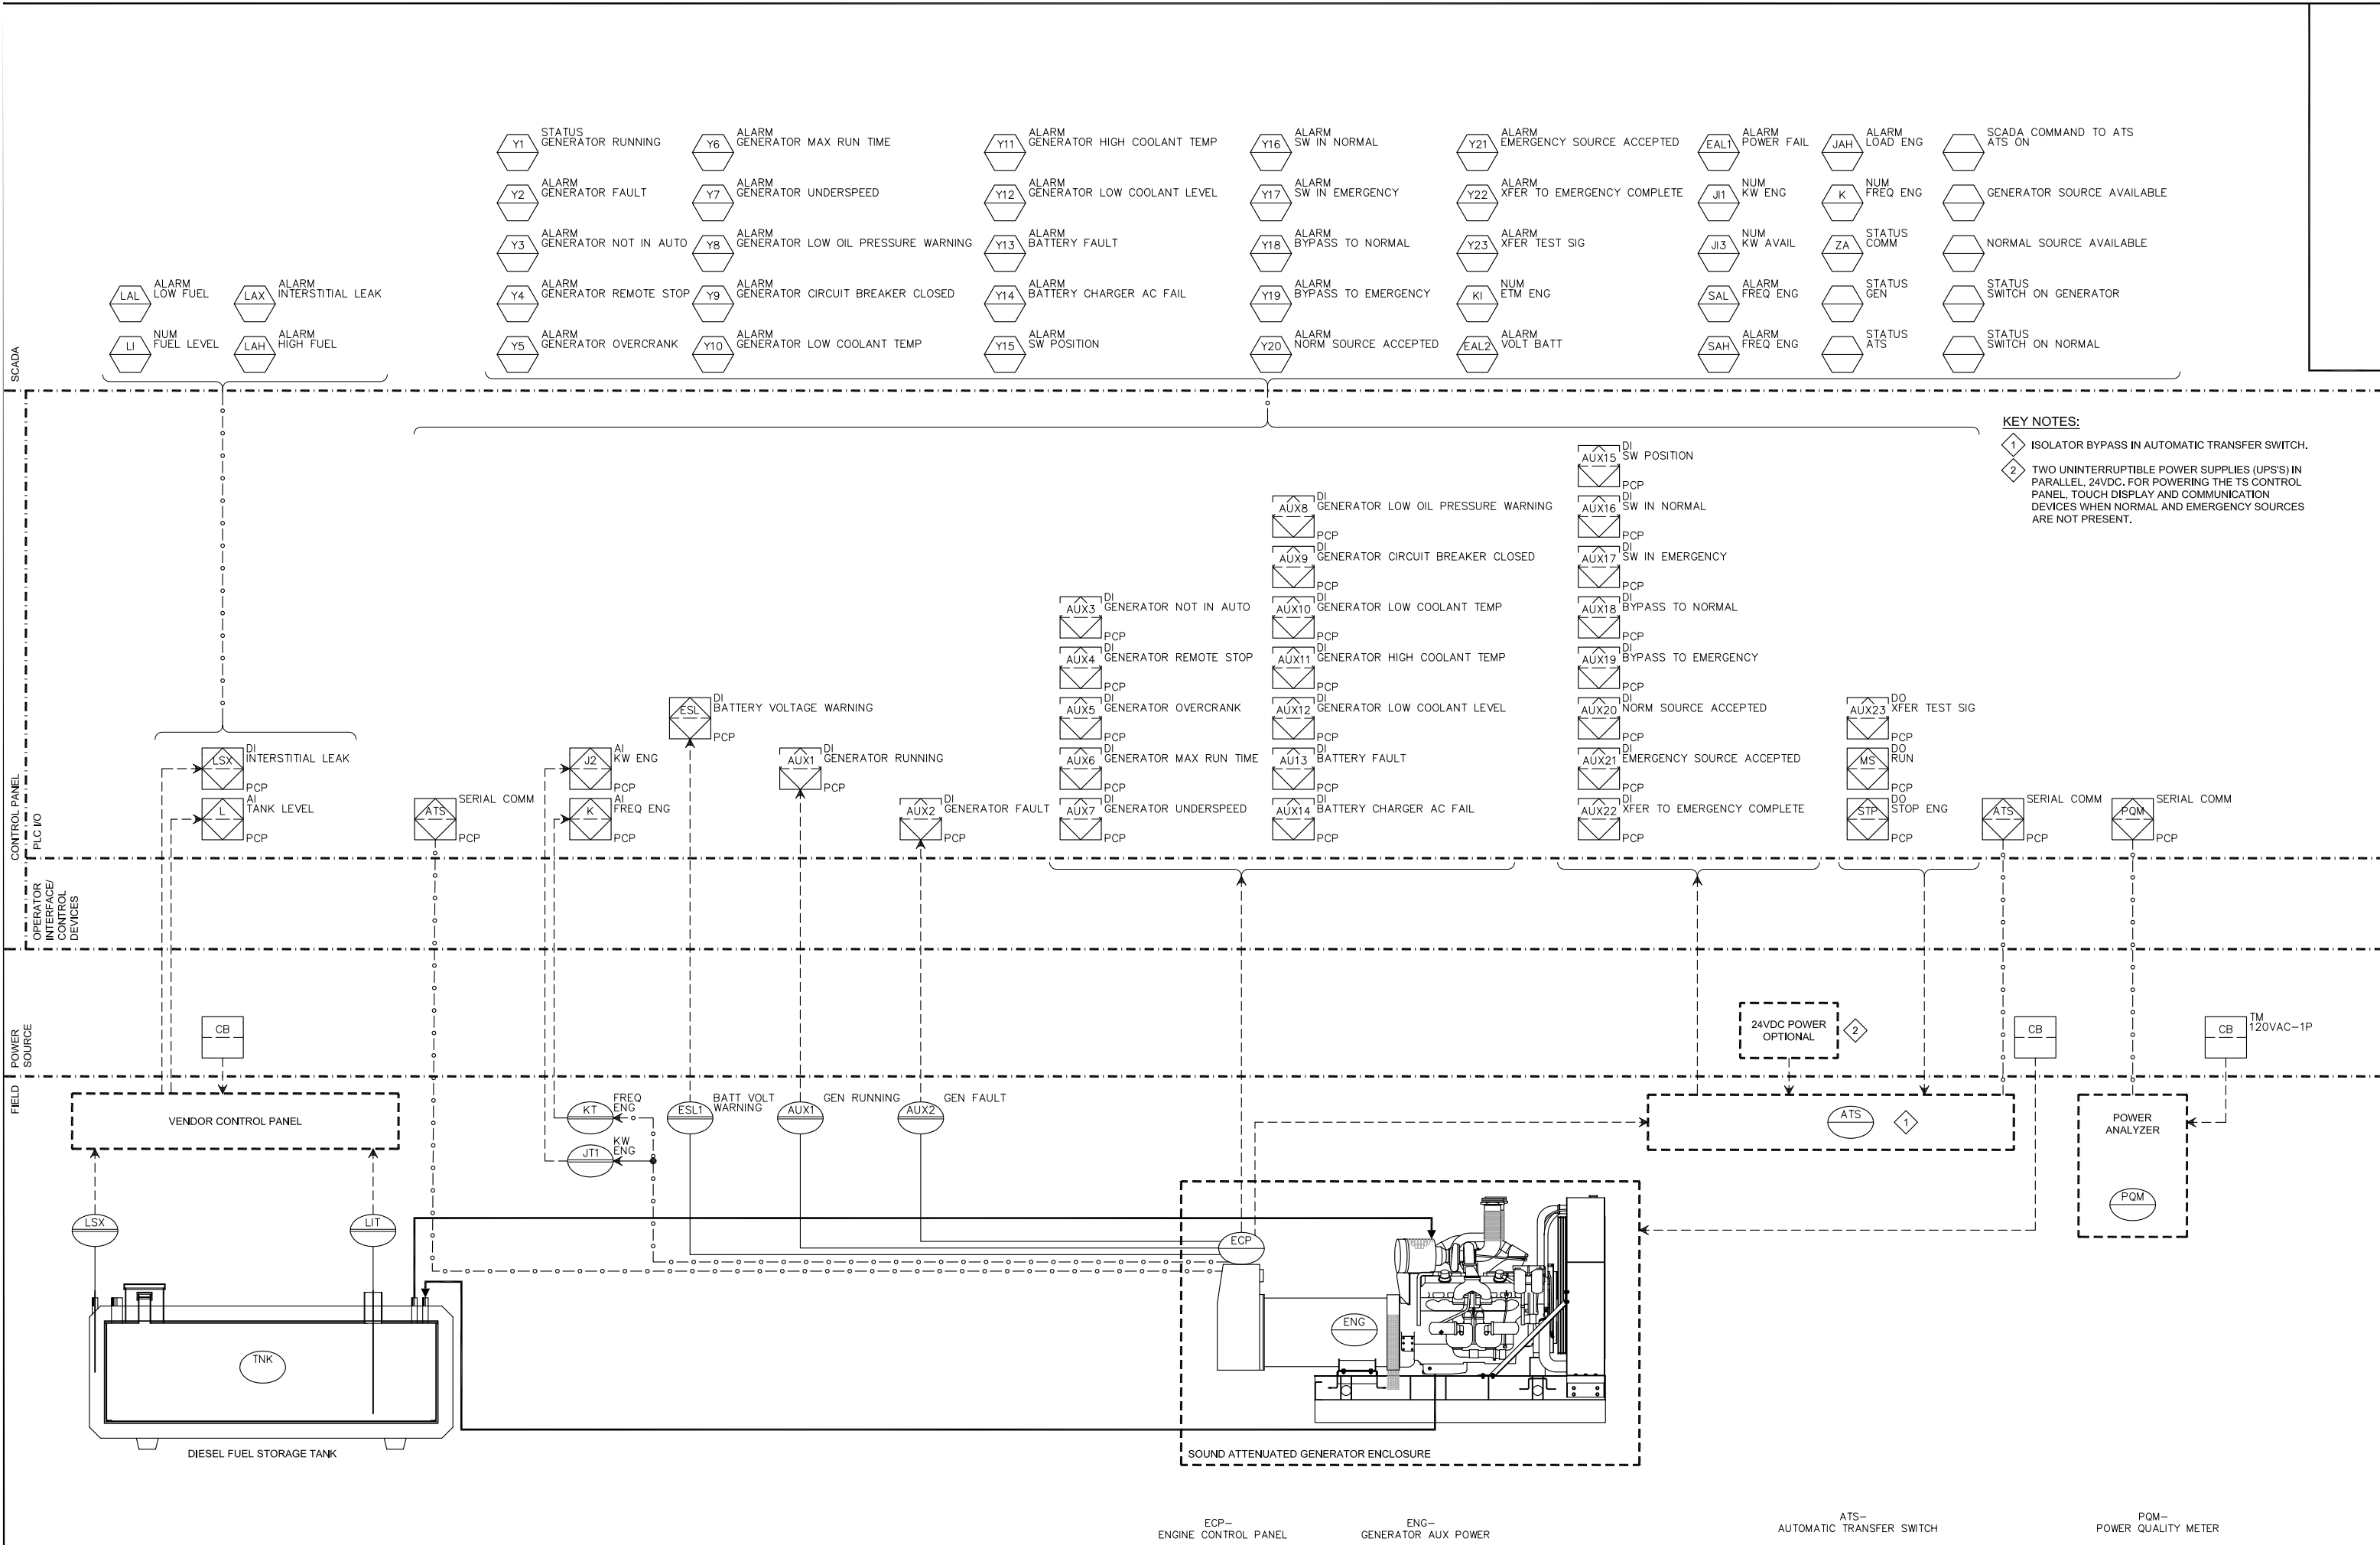 SCADA
Y1
STATUS
GENERATOR RUNNING
Y6
ALARM
GENERATOR MAX RUN TIME
Y11
ALARM
GENERATOR HIGH COOLANT TEMP
Y16
ALARM
SW IN NORMAL
Y21
ALARM
EMERGENCY SOURCE ACCEPTED
EAL1
ALARM
POWER FAIL
JAH
ALARM
LOAD ENG
SCADA COMMAND TO ATS
ATS ON
Y2
ALARM
GENERATOR FAULT
Y7
ALARM
GENERATOR UNDERSPEED
Y12
ALARM
GENERATOR LOW COOLANT LEVEL
Y17
ALARM
SW IN EMERGENCY
Y22
ALARM
XFER TO EMERGENCY COMPLETE
JI1
NUM
KW ENG
K
NUM
FREQ ENG
GENERATOR SOURCE AVAILABLE
Y3
ALARM
GENERATOR NOT IN AUTO
Y8
ALARM
GENERATOR LOW OIL PRESSURE WARNING
Y13
ALARM
BATTERY FAULT
Y18
ALARM
BYPASS TO NORMAL
Y23
ALARM
XFER TEST SIG
JI3
NUM
KW AVAIL
ZA
STATUS
COMM
NORMAL SOURCE AVAILABLE
LAL
ALARM
LOW FUEL
LAX
ALARM
INTERSTITIAL LEAK
Y4
ALARM
GENERATOR REMOTE STOP
Y9
ALARM
GENERATOR CIRCUIT BREAKER CLOSED
Y14
ALARM
BATTERY CHARGER AC FAIL
Y19
ALARM
BYPASS TO EMERGENCY
KI
NUM
ETM ENG
SAL
ALARM
FREQ ENG
STATUS
GEN
STATUS
SWITCH ON GENERATOR
LI
NUM
FUEL LEVEL
LAH
ALARM
HIGH FUEL
Y5
ALARM
GENERATOR OVERCRANK
Y10
ALARM
GENERATOR LOW COOLANT TEMP
Y15
ALARM
SW POSITION
Y20
ALARM
NORM SOURCE ACCEPTED
EAL2
ALARM
VOLT BATT
SAH
ALARM
FREQ ENG
STATUS
ATS
STATUS
SWITCH ON NORMAL
KEY NOTES:
1 ISOLATOR BYPASS IN AUTOMATIC TRANSFER SWITCH.
2 TWO UNINTERRUPTIBLE POWER SUPPLIES (UPS'S) IN
PARALLEL, 24VDC. FOR POWERING THE TS CONTROL
PANEL, TOUCH DISPLAY AND COMMUNICATION
DEVICES WHEN NORMAL AND EMERGENCY SOURCES
ARE NOT PRESENT.
CONTROL PANEL
PLC I/O
LSX
DI
INTERSTITIAL LEAK
PCP
L
AI
TANK LEVEL
PCP
ATS
SERIAL COMM
PCP
J2
AI
KW ENG
PCP
K
AI
FREQ ENG
PCP
ESL
DI
BATTERY VOLTAGE WARNING
PCP
AUX1
DI
GENERATOR RUNNING
PCP
AUX2
DI
GENERATOR FAULT
PCP
AUX3
DI
GENERATOR NOT IN AUTO
PCP
AUX4
DI
GENERATOR REMOTE STOP
PCP
AUX5
DI
GENERATOR OVERCRANK
PCP
AUX6
DI
GENERATOR MAX RUN TIME
PCP
AUX7
DI
GENERATOR UNDERSPEED
PCP
AUX8
DI
GENERATOR LOW OIL PRESSURE WARNING
PCP
AUX9
DI
GENERATOR CIRCUIT BREAKER CLOSED
PCP
AUX10
DI
GENERATOR LOW COOLANT TEMP
PCP
AUX11
DI
GENERATOR HIGH COOLANT TEMP
PCP
AUX12
DI
GENERATOR LOW COOLANT LEVEL
PCP
AU13
DI
BATTERY FAULT
PCP
AUX14
DI
BATTERY CHARGER AC FAIL
PCP
AUX15
DI
SW POSITION
PCP
AUX16
DI
SW IN NORMAL
PCP
AUX17
DI
SW IN EMERGENCY
PCP
AUX18
DI
BYPASS TO NORMAL
PCP
AUX19
DI
BYPASS TO EMERGENCY
PCP
AUX20
DI
NORM SOURCE ACCEPTED
PCP
AUX21
DI
EMERGENCY SOURCE ACCEPTED
PCP
AUX22
DI
XFER TO EMERGENCY COMPLETE
PCP
AUX23
DO
XFER TEST SIG
PCP
MS
DO
RUN
PCP
STP
DO
STOP ENG
PCP
ATS
SERIAL COMM
PCP
PQM
SERIAL COMM
PCP
OPERATOR
INTERFACE/
CONTROL
DEVICES
POWER
SOURCE
CB
24VDC POWER
OPTIONAL
2
CB
CB
TM
120VAC-1P
FIELD
VENDOR CONTROL PANEL
KT
FREQ
ENG
JT1
KW
ENG
ESL1
BATT VOLT
WARNING
AUX1
GEN RUNNING
AUX2
GEN FAULT
ATS
1
POWER
ANALYZER
PQM
LSX
LIT
ECP
ENG
TNK
DIESEL FUEL STORAGE TANK
SOUND ATTENUATED GENERATOR ENCLOSURE
ECP-
ENGINE CONTROL PANEL
ENG-
GENERATOR AUX POWER
ATS-
AUTOMATIC TRANSFER SWITCH
PQM-
POWER QUALITY METER